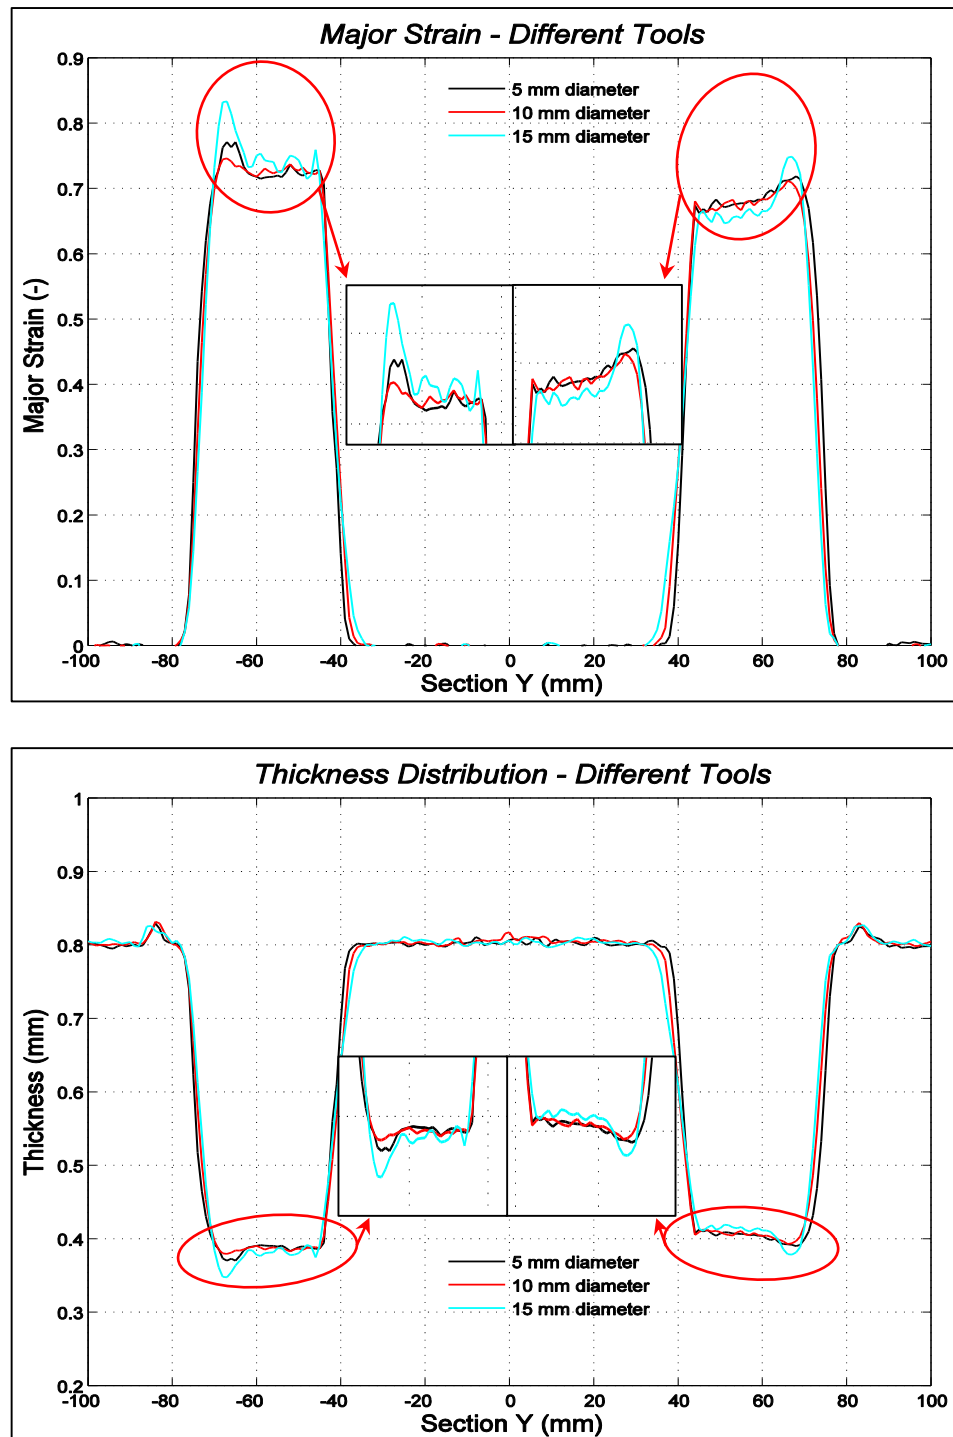 Major Strain - Different Tools
5 mm diameter
10 mm diameter
15 mm diameter
Major Strain (-)
0.9
0.8
0.7
0.6
0.5
0.4
0.3
0.2
0.1
0
-100 -80 -60 -40 -20 0 20 40 60 80 100
Section Y (mm)
Thickness Distribution - Different Tools
Thickness (mm)
1
0.9
0.8
0.7
0.6
0.5
0.4
0.3
0.2
5 mm diameter
10 mm diameter
15 mm diameter
-100 -80 -60 -40 -20 0 20 40 60 80 100
Section Y (mm)